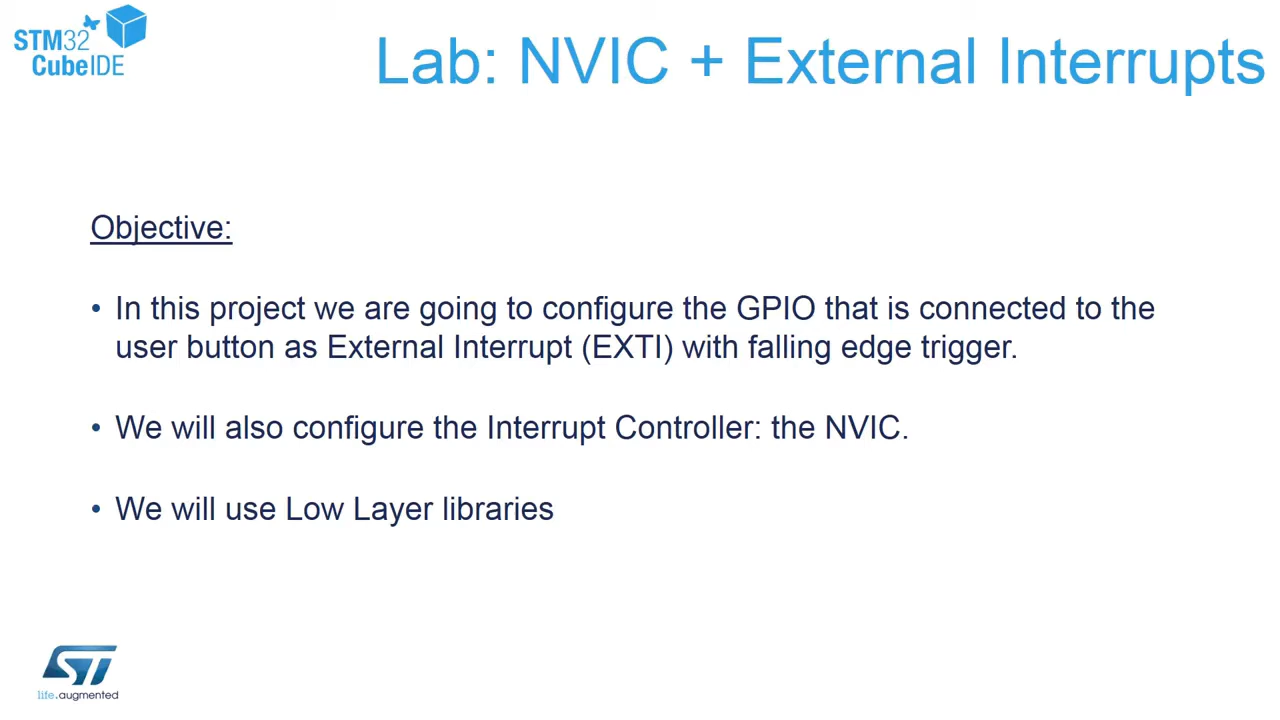 STM32
CubeIDE
Lab: NVIC + External Interrupts
Objective:
• In this project we are going to configure the GPIO that is connected to the
user button as External Interrupt (EXTI) with falling edge trigger.
• We will also configure the Interrupt Controller: the NVIC.
• We will use Low Layer libraries
ST
life.augmented